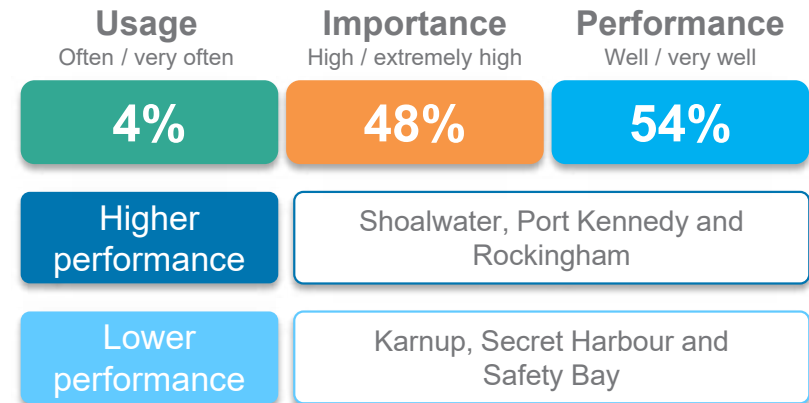 Usage Importance Performance
Often / very often High / extremely high Well / very well
4% 48% 54%
Higher
performance
Shoalwater, Port Kennedy and
Rockingham
Lower
performance
Karnup, Secret Harbour and
Safety Bay